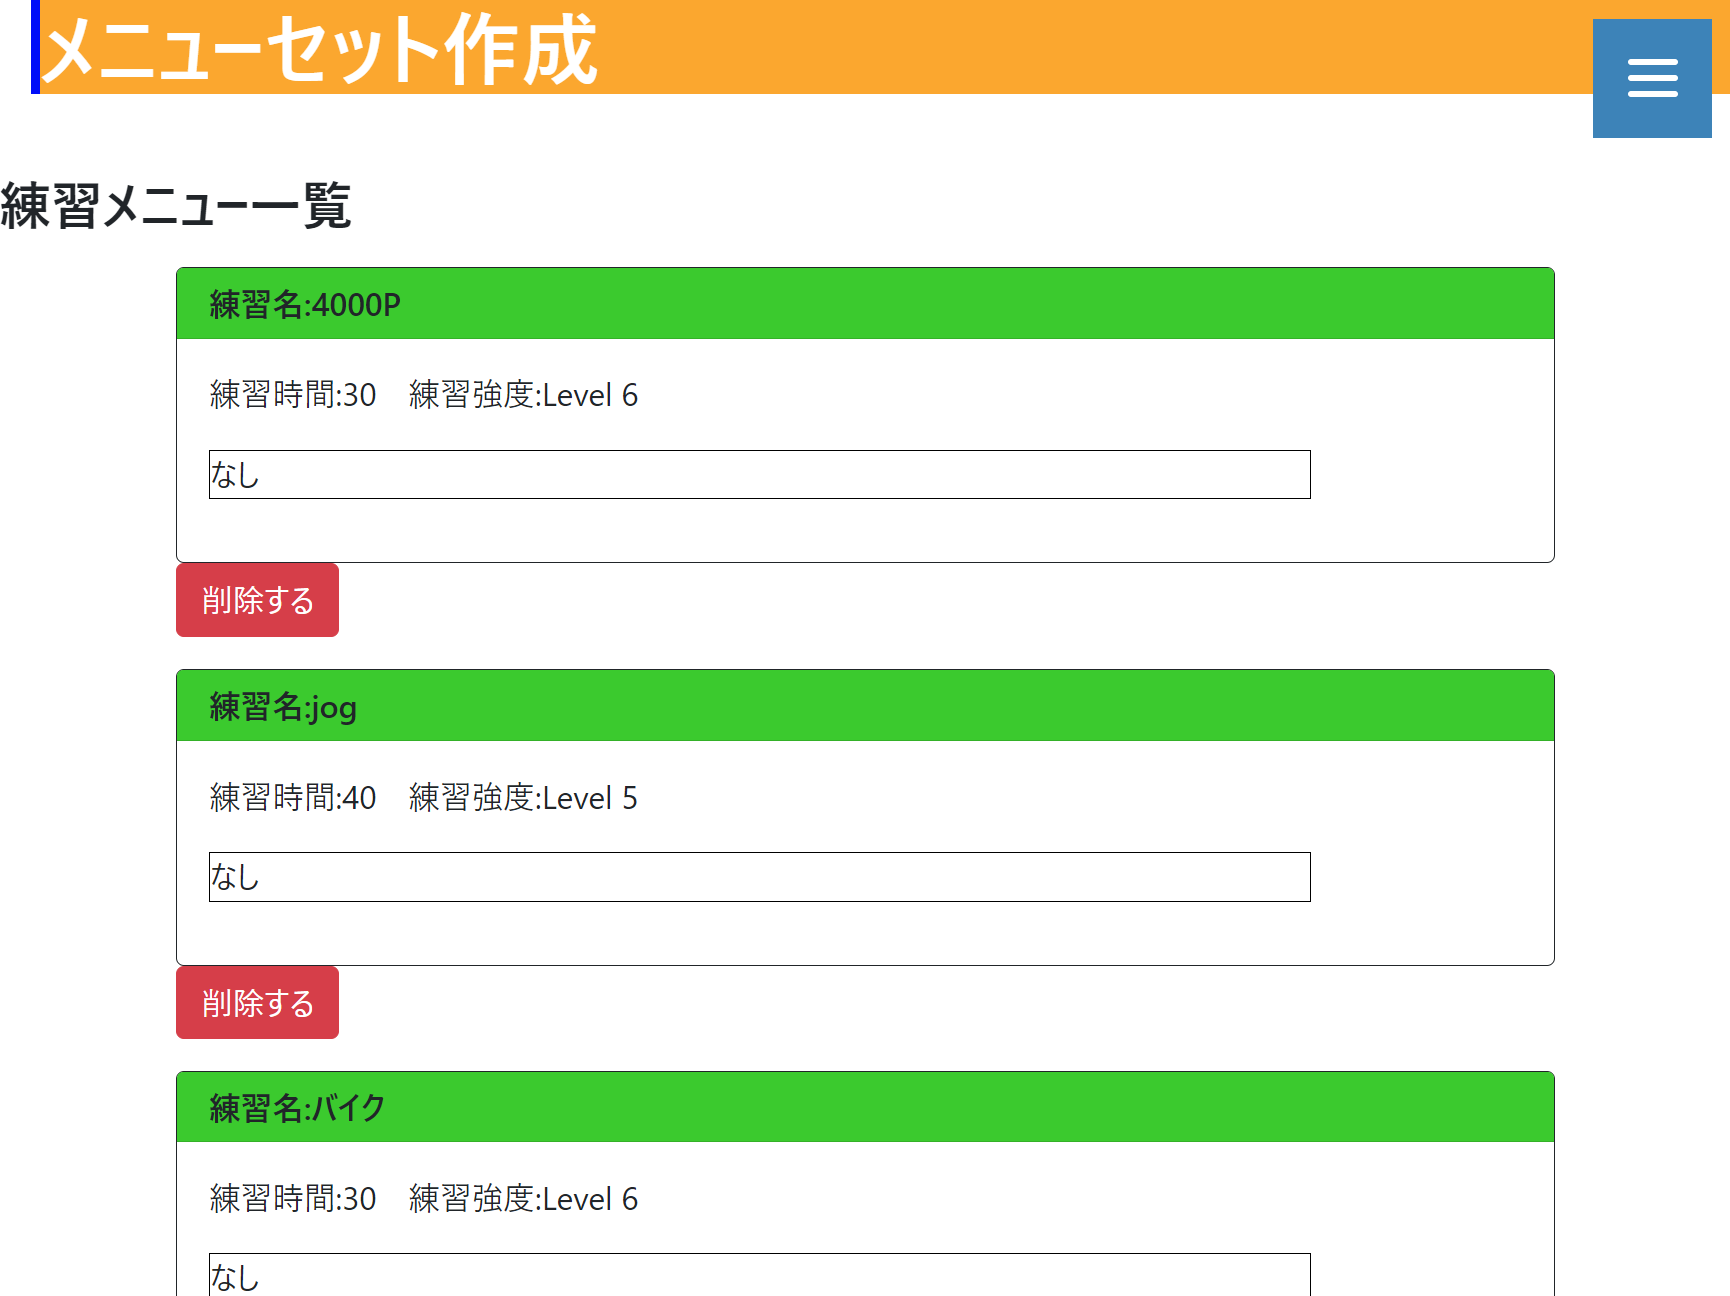 メニューセット作成
練習メニュー一覧
練習名:4000P
練習時間:30　練習強度:Level 6
なし
削除する
練習名:jog
練習時間:40　練習強度:Level 5
なし
削除する
練習名:バイク
練習時間:30　練習強度:Level 6
なし